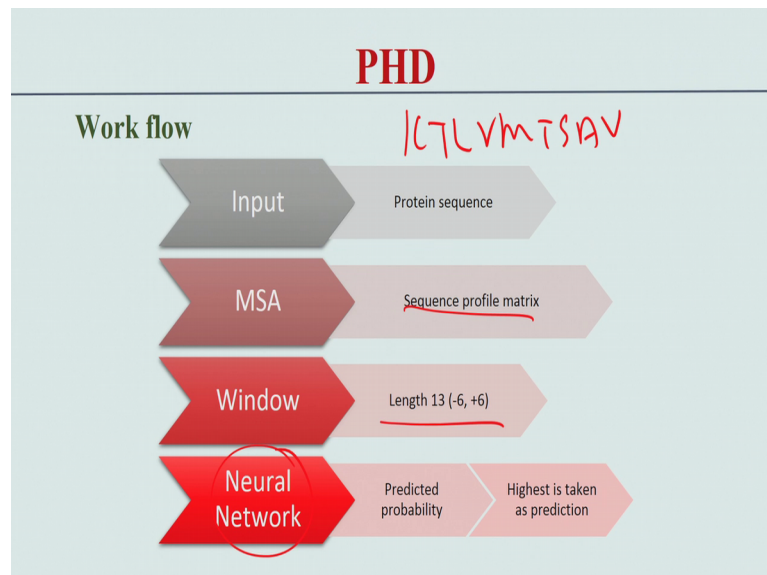 PHD
Work flow
KTLVMTSAV
Input
Protein sequence
MSA
Sequence profile matrix
Window
Length 13 (-6, +6)
Neural
Network
Predicted
probability
Highest is taken
as prediction